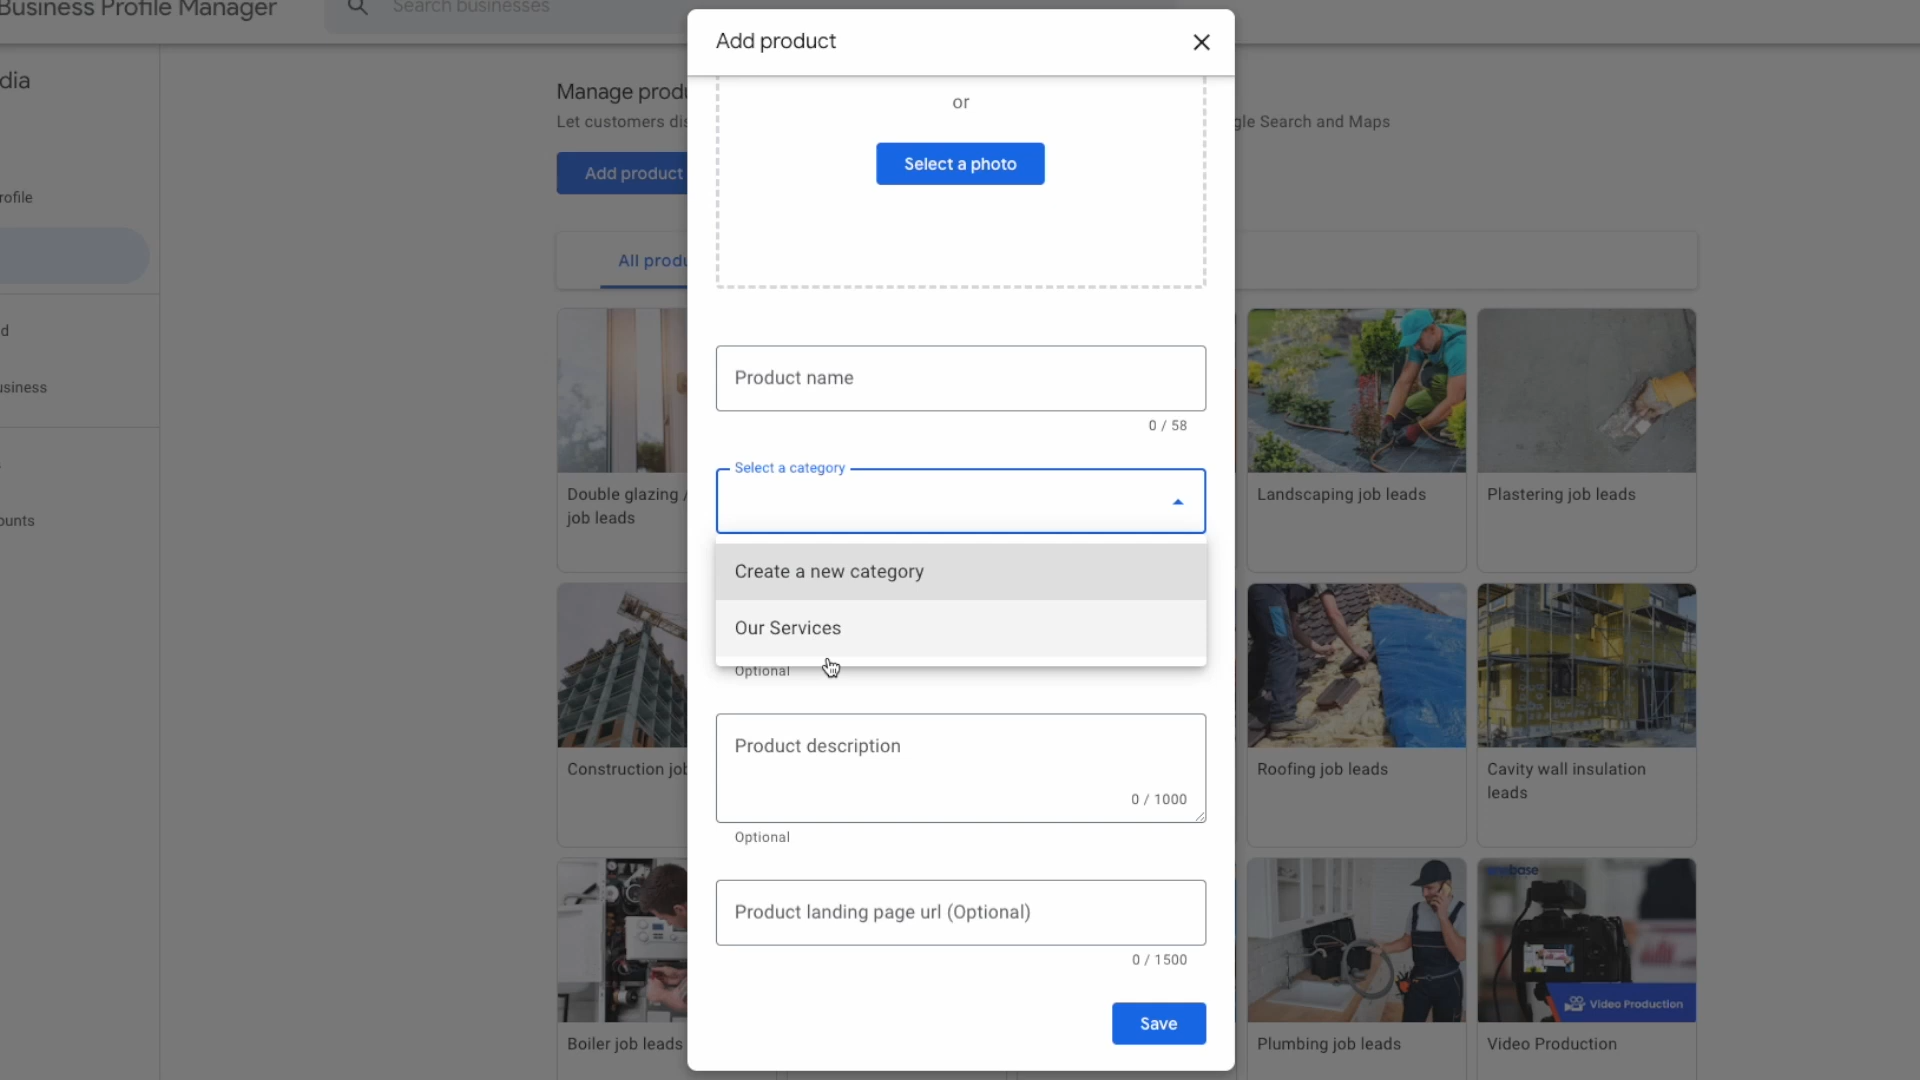 Business Profile Manager
Search businesses
dia
rofile
d
usiness
ounts
Manage produ
Let customers dis
gle Search and Maps
Add product
All produ
Double glazing /
job leads
Landscaping job leads
Plastering job leads
Construction job
Roofing job leads
Cavity wall insulation
leads
Boiler job leads
Plumbing job leads
Video Production
Video Production
Add product
or
Select a photo
Product name
0 / 58
Select a category
Create a new category
Our Services
Optional
Product description
0 / 1000
Optional
Product landing page url (Optional)
0 / 1500
Save